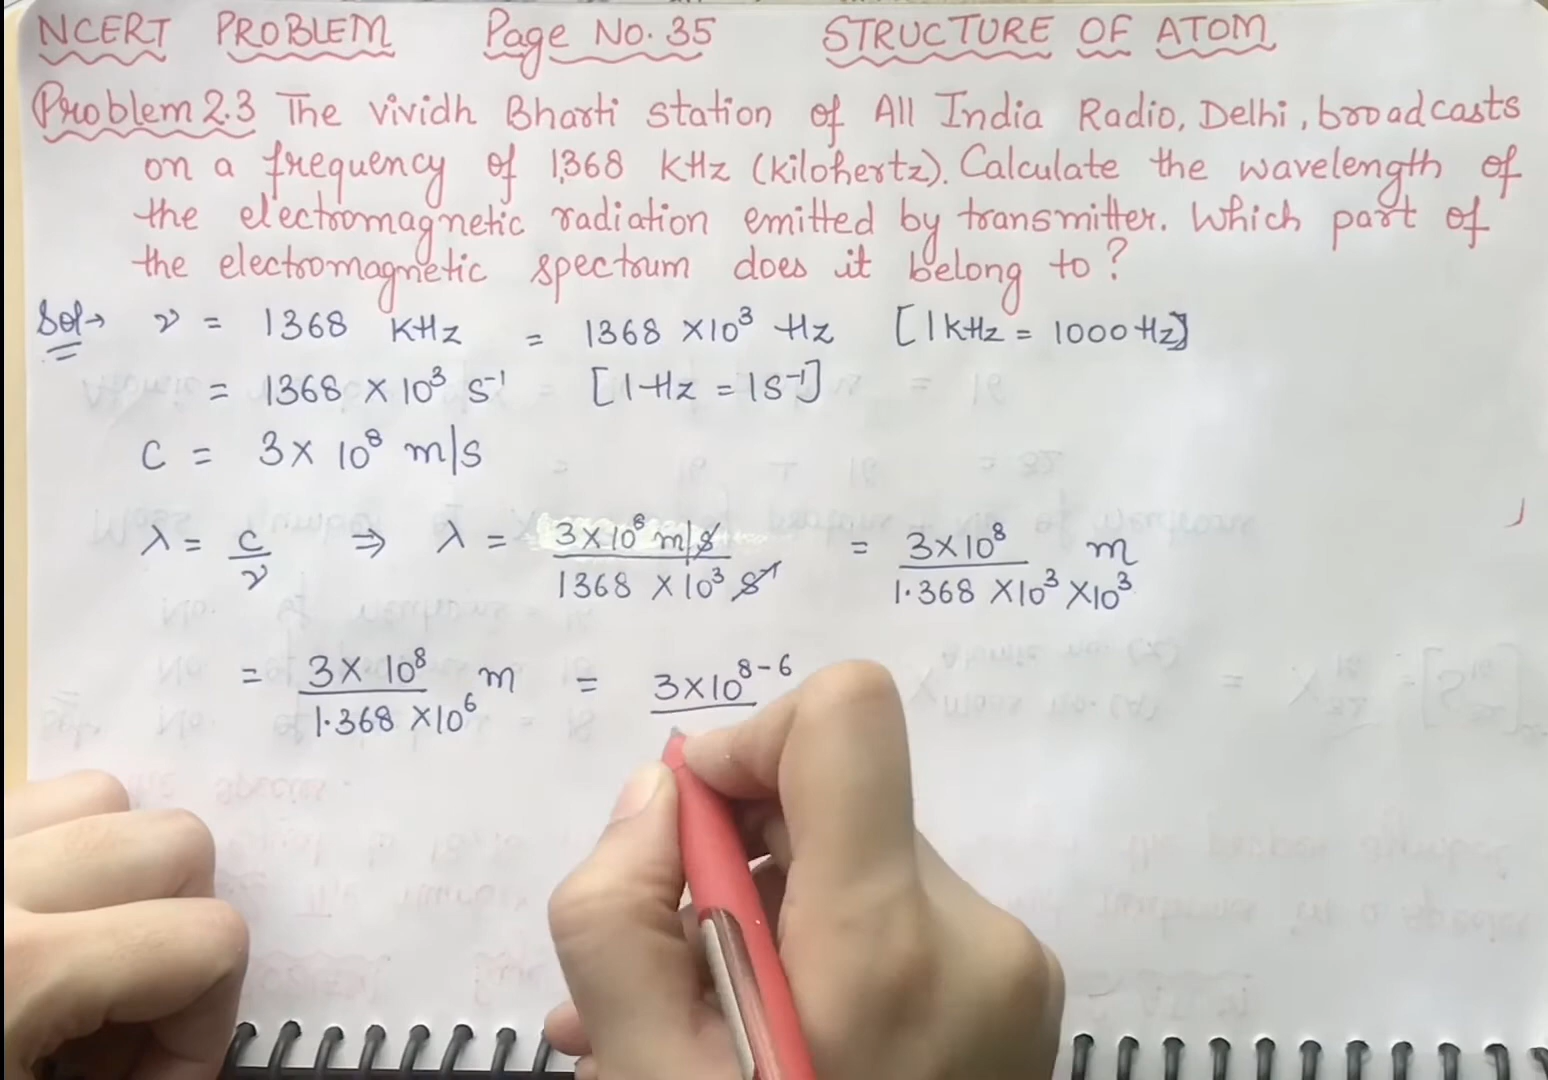 NCERT PROBLEM Page No. 35 STRUCTURE OF ATOM
Problem 2.3 The vividh Bharti station of All India Radio, Delhi, broadcasts
on a frequency of 1,368 KHz (kilohertz). Calculate the wavelength of
the electromagnetic radiation emitted by transmitter. Which part of
the electromagnetic spectrum does it belong to?
Sol→ ν = 1368 KHz = 1368 ×10³ Hz [1 KHz = 1000 Hz]
= 1368 × 10³ S⁻¹ [1 Hz = 1 S⁻¹]
C = 3× 10⁸ m/s
λ = C/ν ⇒ λ = 3×10⁸ m/s / 1368 ×10³ s⁻¹ = 3×10⁸ / 1.368 ×10³ ×10³ m
= 3× 10⁸ / 1.368 ×10⁶ m = 3×10⁸⁻⁶